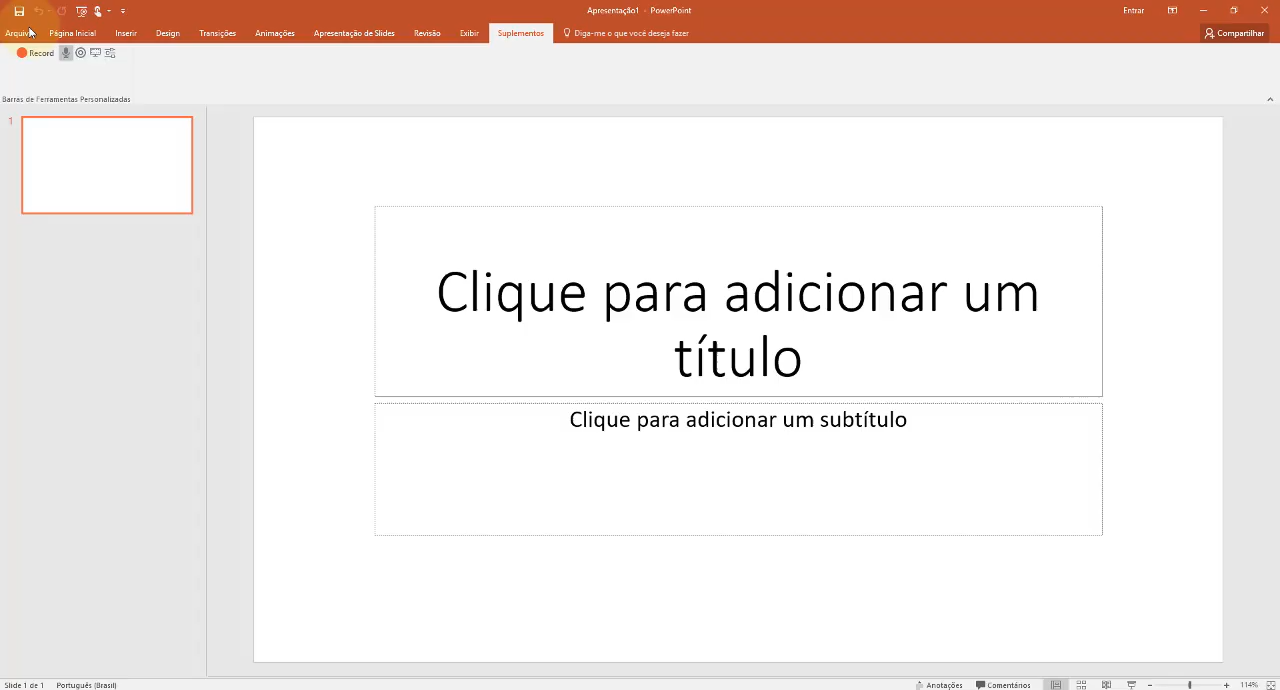 Apresentação1 - PowerPoint
Entrar
Arquivo Página Inicial Inserir Design Transições Animações Apresentação de Slides Revisão Exibir Suplementos Diga-me o que você deseja fazer Compartilhar
Record
Barras de Ferramentas Personalizadas
1
Clique para adicionar um
título
Clique para adicionar um subtítulo
Slide 1 de 1 Português (Brasil) Anotações Comentários 114%